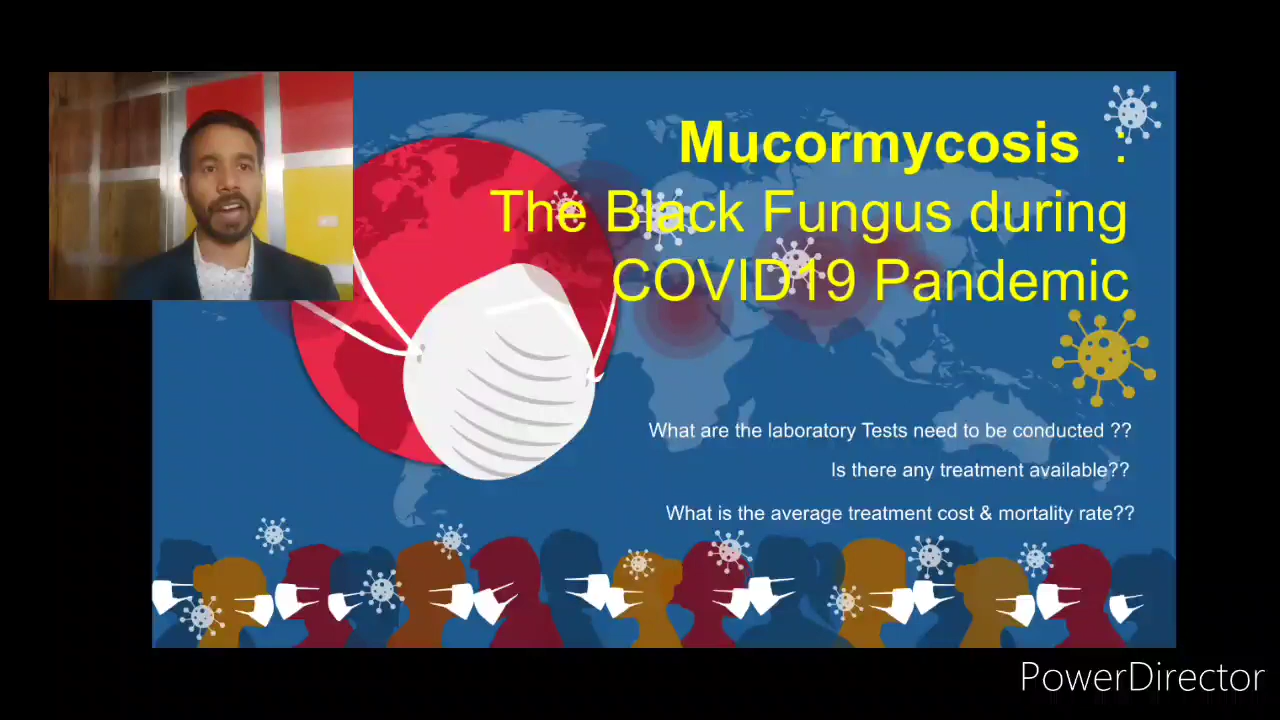 Mucormycosis :
The Black Fungus during
COVID19 Pandemic
What are the laboratory Tests need to be conducted ??
Is there any treatment available??
What is the average treatment cost & mortality rate??
PowerDirector